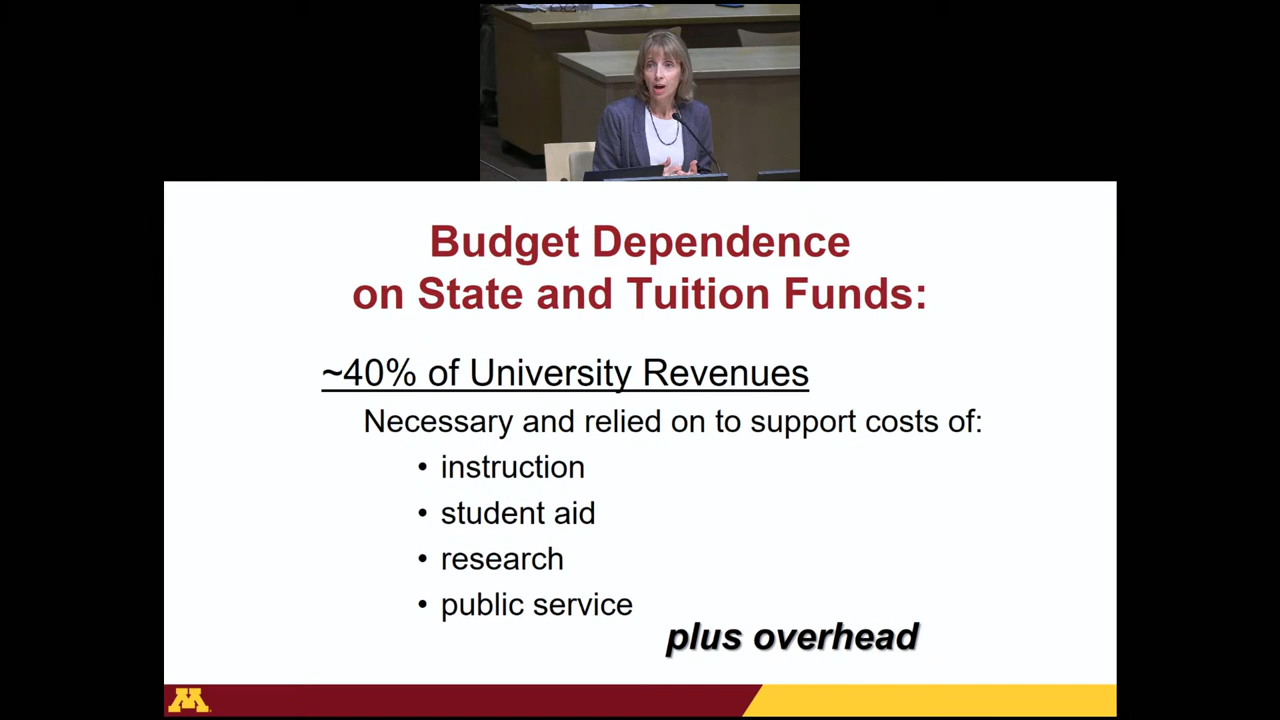 Budget Dependence
on State and Tuition Funds:
~40% of University Revenues
Necessary and relied on to support costs of:
• instruction
• student aid
• research
• public service
plus overhead
M